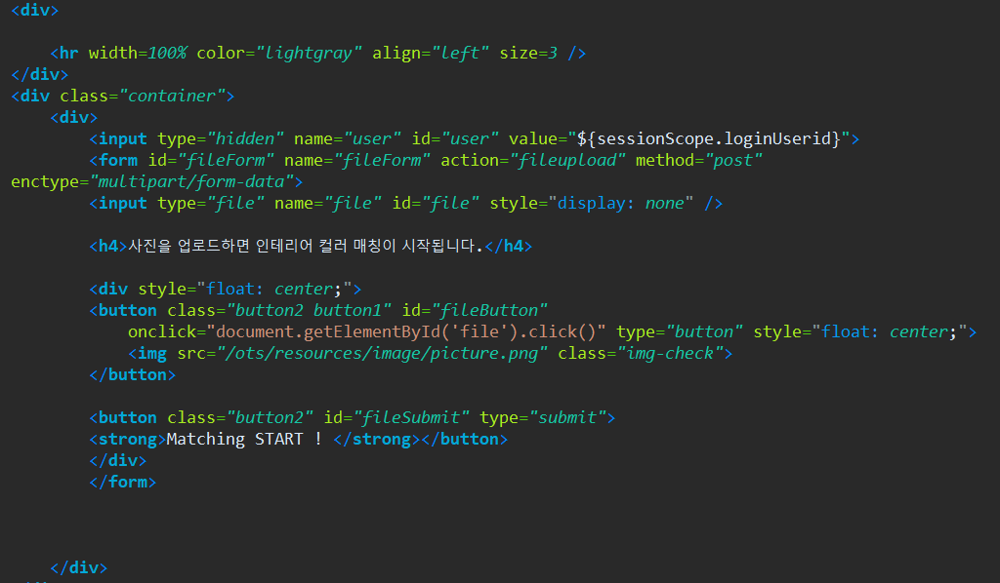 <div>
<hr width=100% color="lightgray" align="left" size=3 />
</div>
<div class="container">
<div>
<input type="hidden" name="user" id="user" value="${sessionScope.loginUserid}">
<form id="fileForm" name="fileForm" action="fileupload" method="post"
enctype="multipart/form-data">
<input type="file" name="file" id="file" style="display: none" />
<h4>사진을 업로드하면 인테리어 컬러 매칭이 시작됩니다.</h4>
<div style="float: center;">
<button class="button2 button1" id="fileButton"
onclick="document.getElementById('file').click()" type="button" style="float: center;">
<img src="/ots/resources/image/picture.png" class="img-check">
</button>
<button class="button2" id="fileSubmit" type="submit">
<strong>Matching START ! </strong></button>
</div>
</form>
</div>